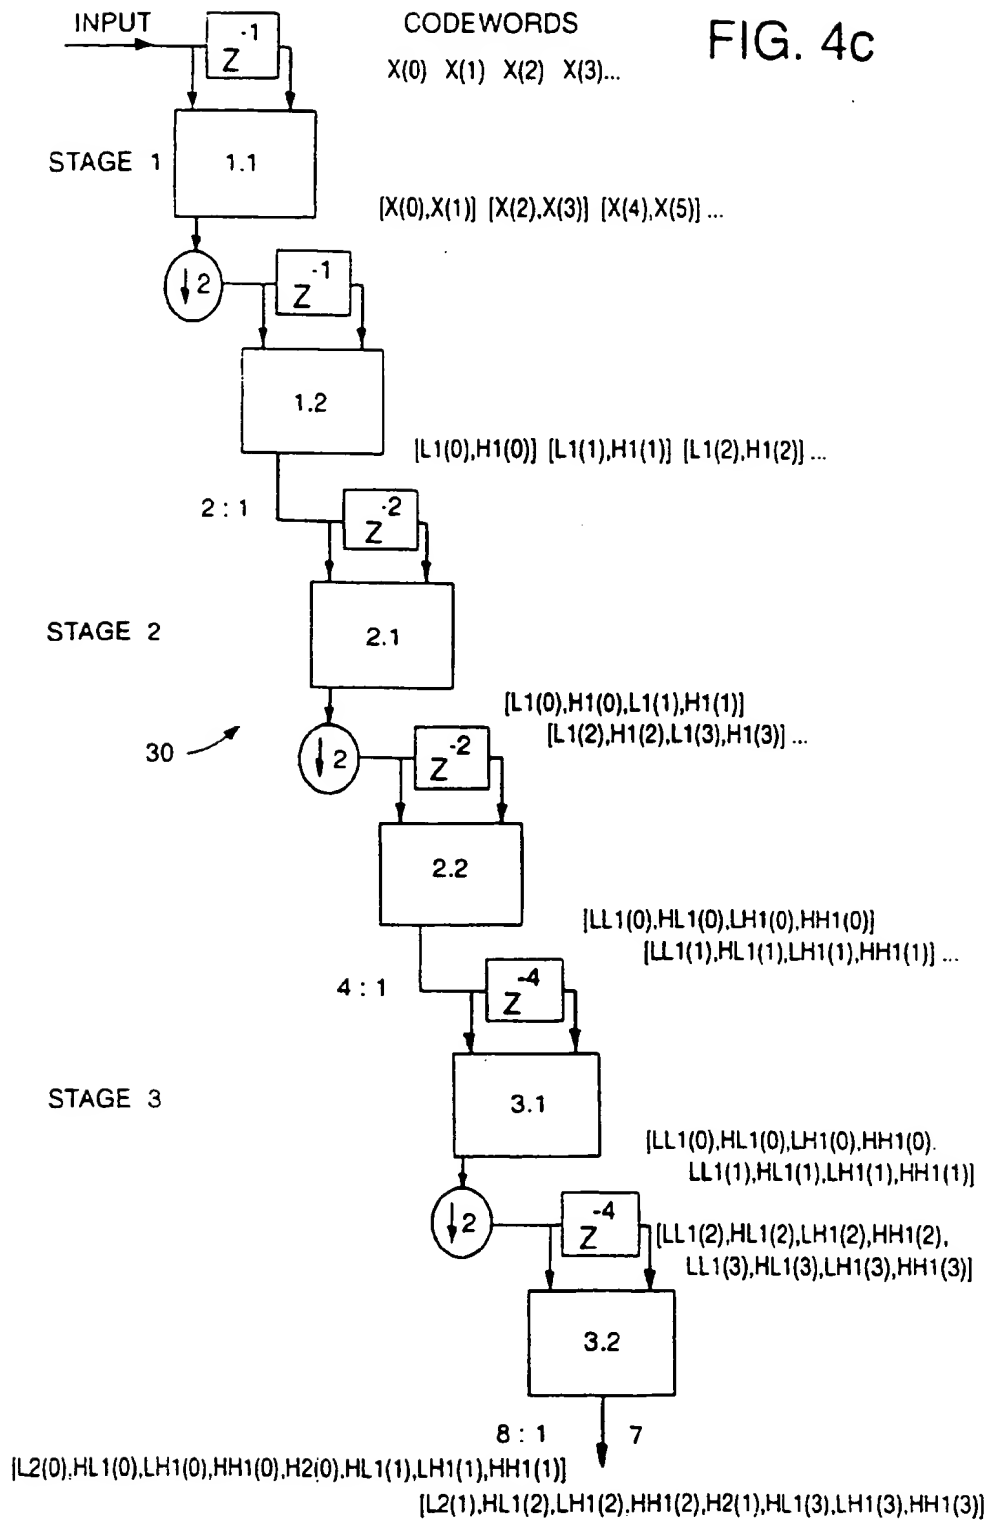 INPUT
Z-1
CODEWORDS
FIG. 4c
X(0) X(1) X(2) X(3)...
STAGE 1
1.1
[X(0),X(1)] [X(2),X(3)] [X(4),X(5)] ...
↓2
Z-1
1.2
[L1(0),H1(0)] [L1(1),H1(1)] [L1(2),H1(2)] ...
2 : 1
Z-2
STAGE 2
2.1
[L1(0),H1(0),L1(1),H1(1)]
[L1(2),H1(2),L1(3),H1(3)] ...
30
↓2
Z-2
2.2
[LL1(0),HL1(0),LH1(0),HH1(0)]
[LL1(1),HL1(1),LH1(1),HH1(1)] ...
4 : 1
Z-4
STAGE 3
3.1
[LL1(0),HL1(0),LH1(0),HH1(0).
LL1(1),HL1(1),LH1(1),HH1(1)]
↓2
Z-4
[LL1(2),HL1(2),LH1(2),HH1(2),
LL1(3),HL1(3),LH1(3),HH1(3)]
3.2
8 : 1
7
[L2(0),HL1(0),LH1(0),HH1(0),H2(0),HL1(1),LH1(1),HH1(1)]
[L2(1),HL1(2),LH1(2),HH1(2),H2(1),HL1(3),LH1(3),HH1(3)]